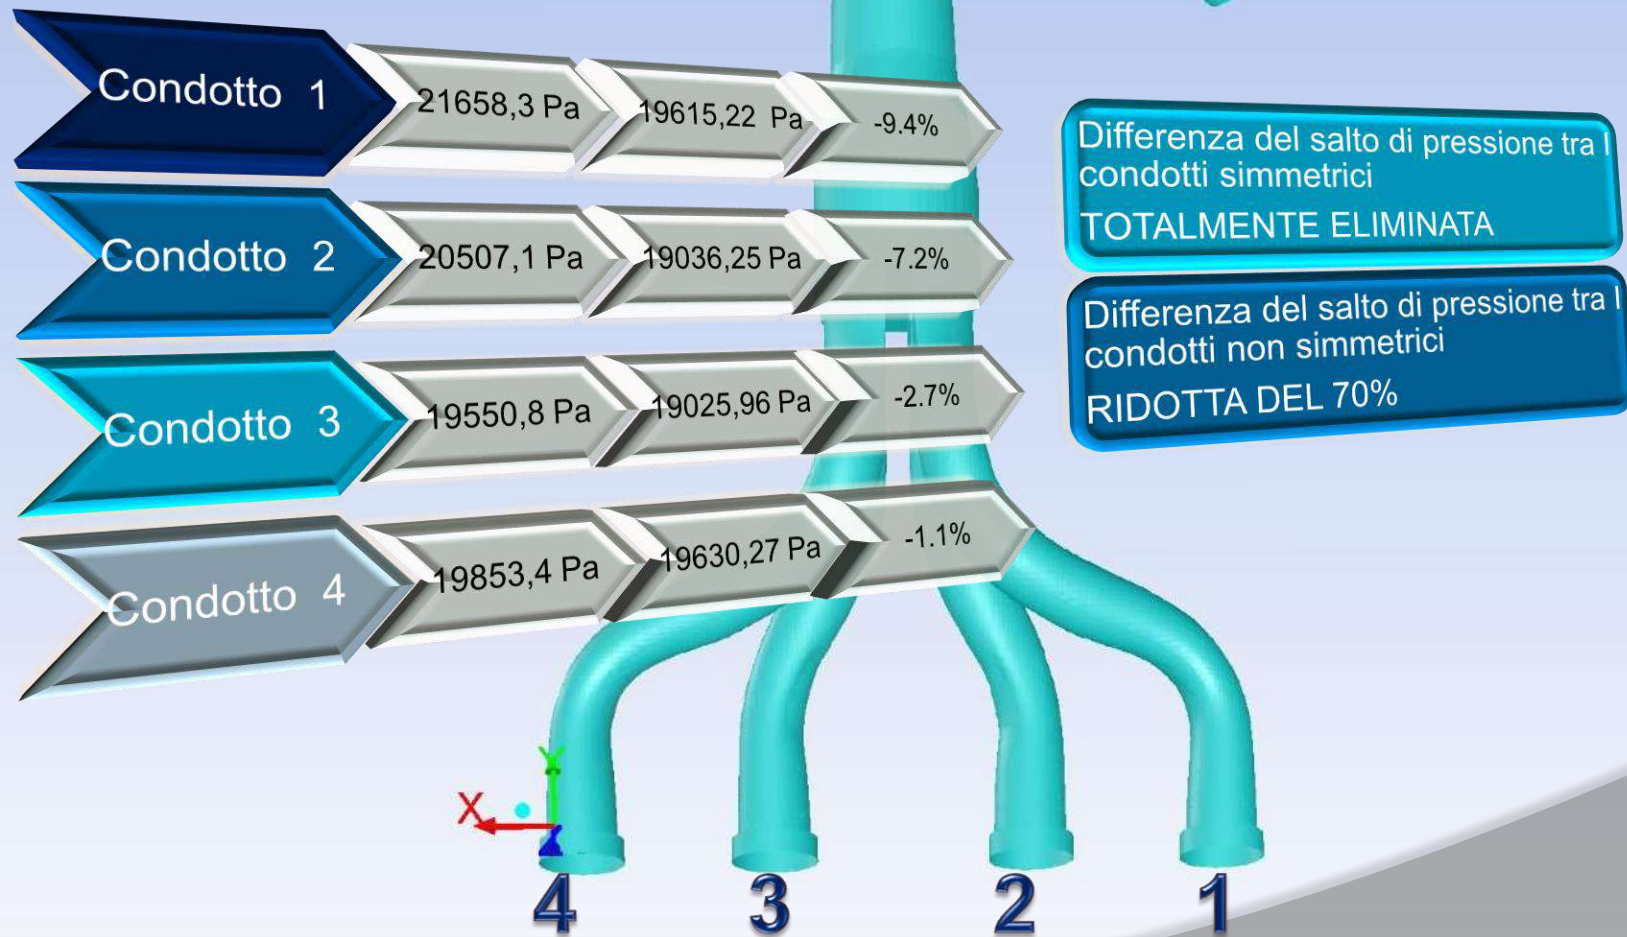 Condotto 1
21658,3 Pa
19615,22 Pa
-9.4%
Condotto 2
20507,1 Pa
19036,25 Pa
-7.2%
Condotto 3
19550,8 Pa
19025,96 Pa
-2.7%
Condotto 4
19853,4 Pa
19630,27 Pa
-1.1%
Differenza del salto di pressione tra I
condotti simmetrici
TOTALMENTE ELIMINATA
Differenza del salto di pressione tra I
condotti non simmetrici
RIDOTTA DEL 70%
Y
X
4 3 2 1